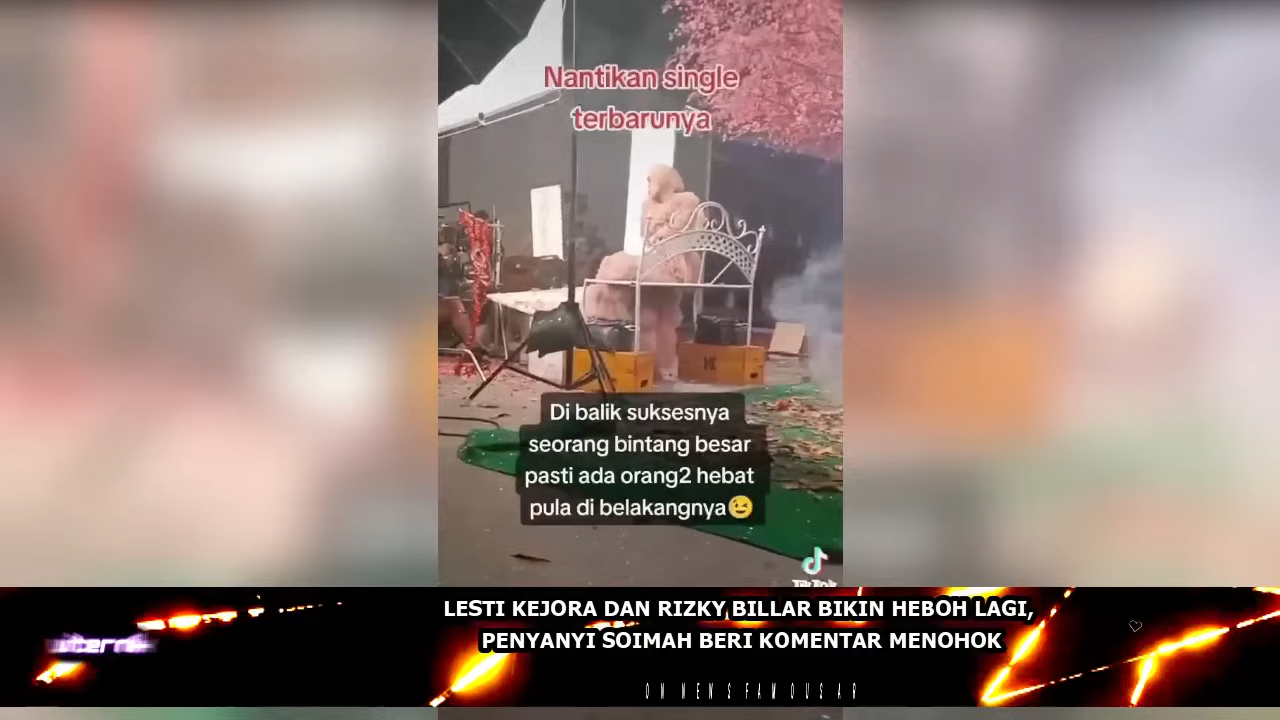 Nantikan single
terbarunya
Di balik suksesnya
seorang bintang besar
pasti ada orang2 hebat
pula di belakangnya😉
TikTok
LESTI KEJORA DAN RIZKY BILLAR BIKIN HEBOH LAGI,
PENYANYI SOIMAH BERI KOMENTAR MENOHOK